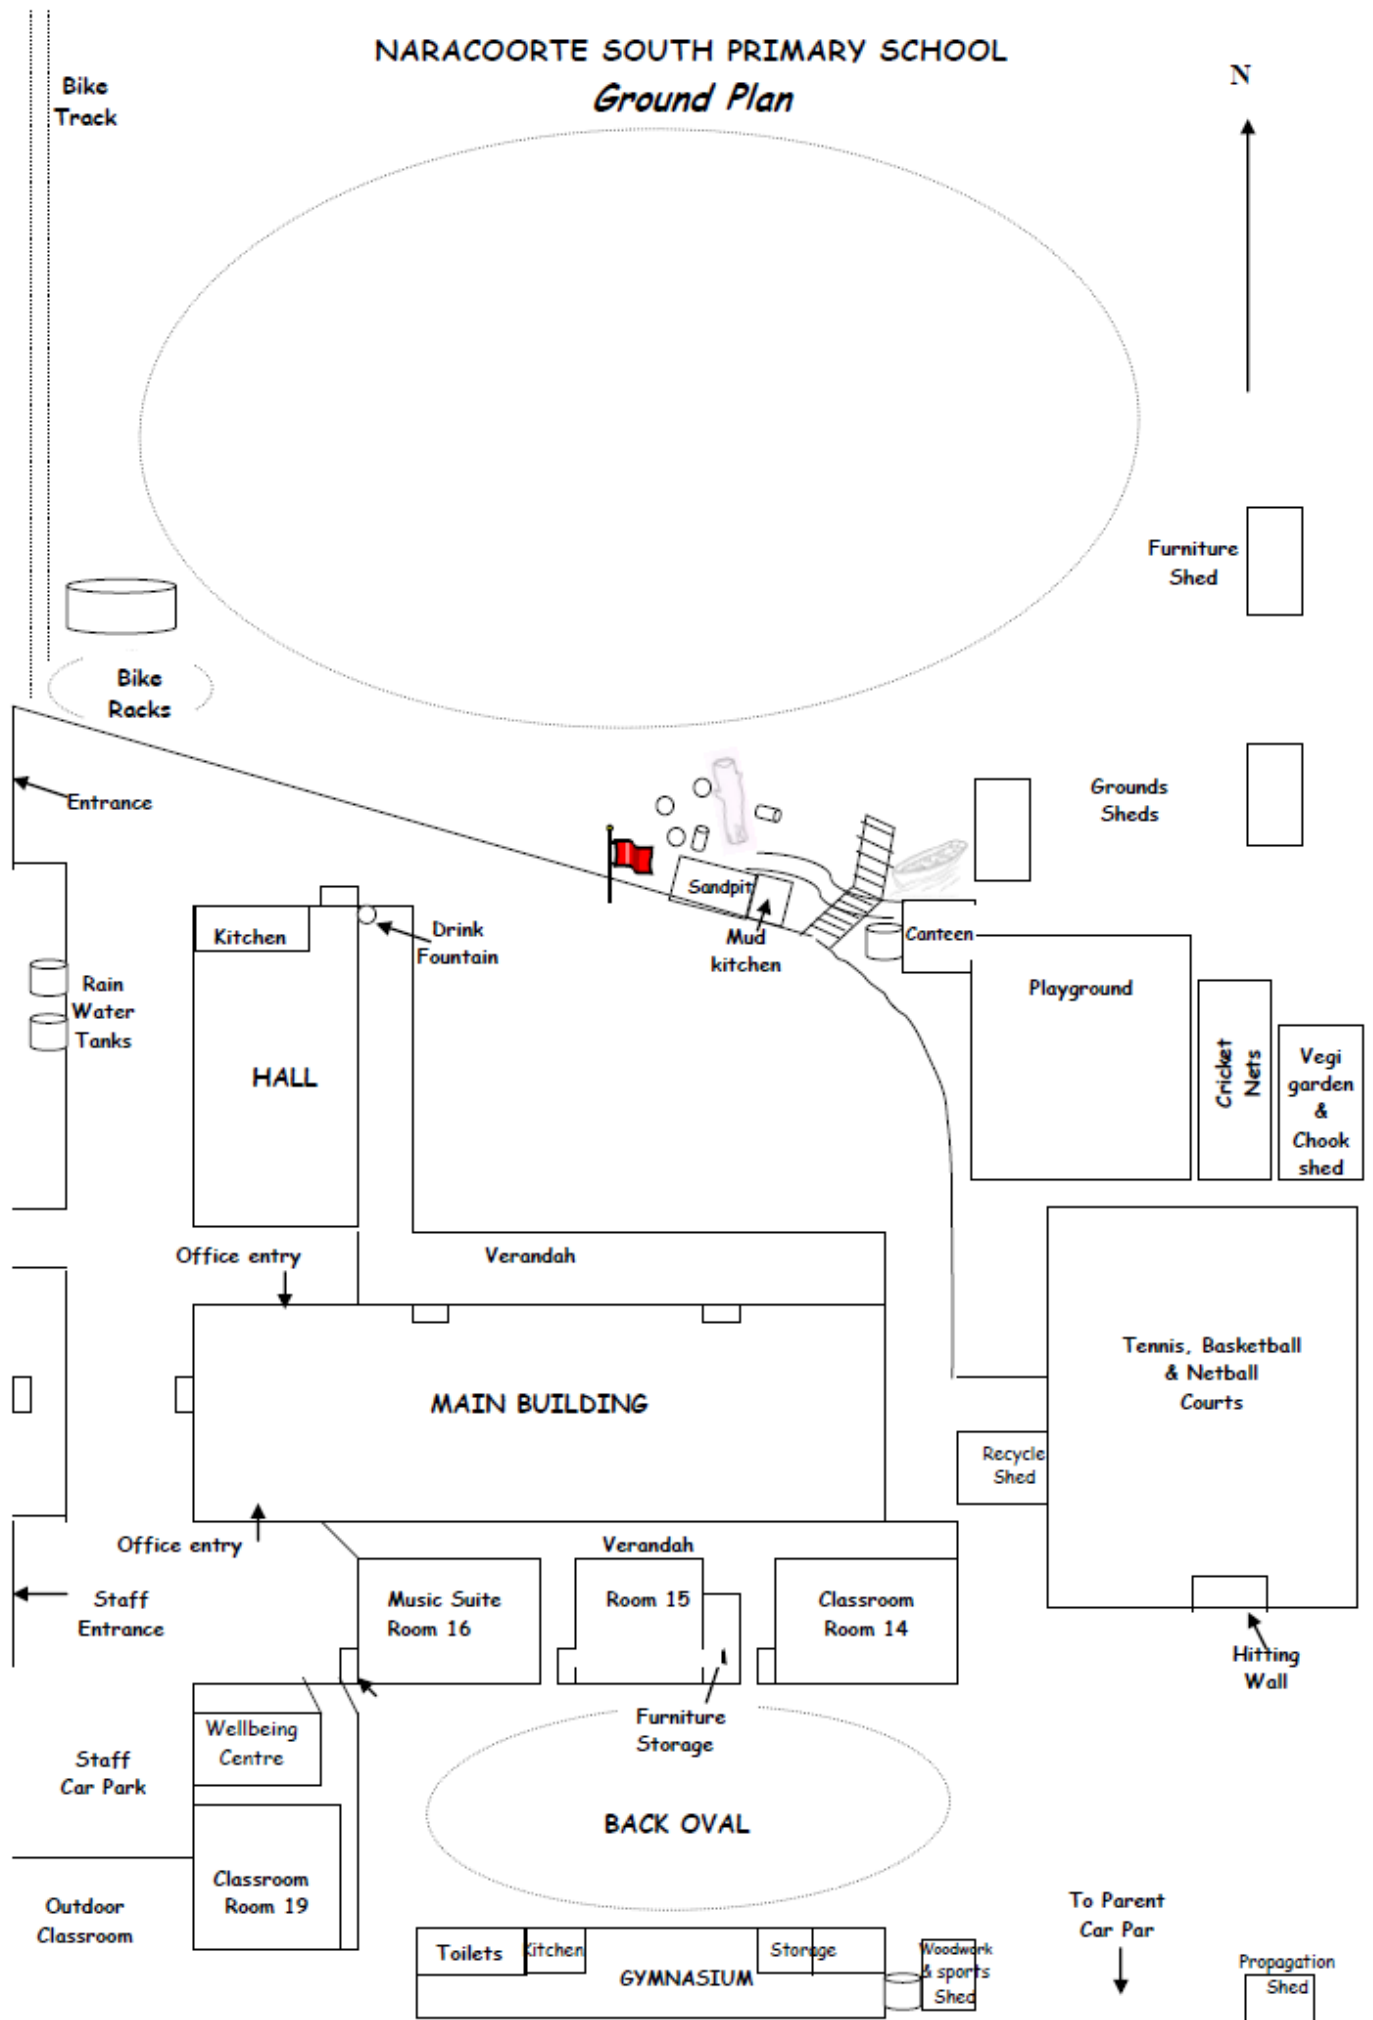 NARACOORTE SOUTH PRIMARY SCHOOL
Ground Plan
N
Bike
Track
Furniture
Shed
Bike
Racks
Entrance
Grounds
Sheds
Sandpit
Kitchen
Drink
Fountain
Mud
kitchen
Canteen
Rain
Water
Tanks
Playground
Cricket
Nets
Vegi
garden
&
Chook
shed
HALL
Office entry
Verandah
Tennis, Basketball
& Netball
Courts
MAIN BUILDING
Recycle
Shed
Office entry
Verandah
Staff
Entrance
Music Suite
Room 16
Room 15
Classroom
Room 14
Hitting
Wall
Furniture
Storage
Wellbeing
Centre
Staff
Car Park
BACK OVAL
Classroom
Room 19
Outdoor
Classroom
To Parent
Car Par
Toilets
Kitchen
Storage
GYMNASIUM
Woodwork
& sports
Shed
Propagation
Shed